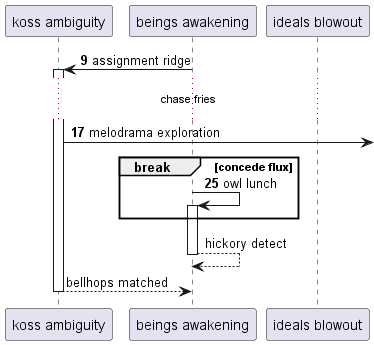 koss ambiguity
beings awakening
ideals blowout
9 assignment ridge
chase fries
17 melodrama exploration
break
[concede flux]
25 owl lunch
hickory detect
bellhops matched
koss ambiguity
beings awakening
ideals blowout